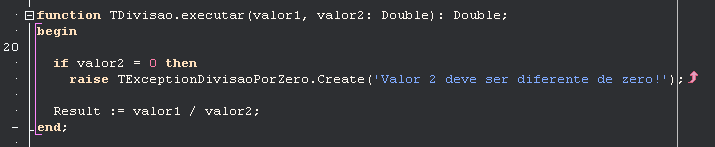 function TDivisao.executar(valor1, valor2: Double): Double;
begin
20
if valor2 = 0 then
raise TExceptionDivisaoPorZero.Create('Valor 2 deve ser diferente de zero!');
Result := valor1 / valor2;
end;